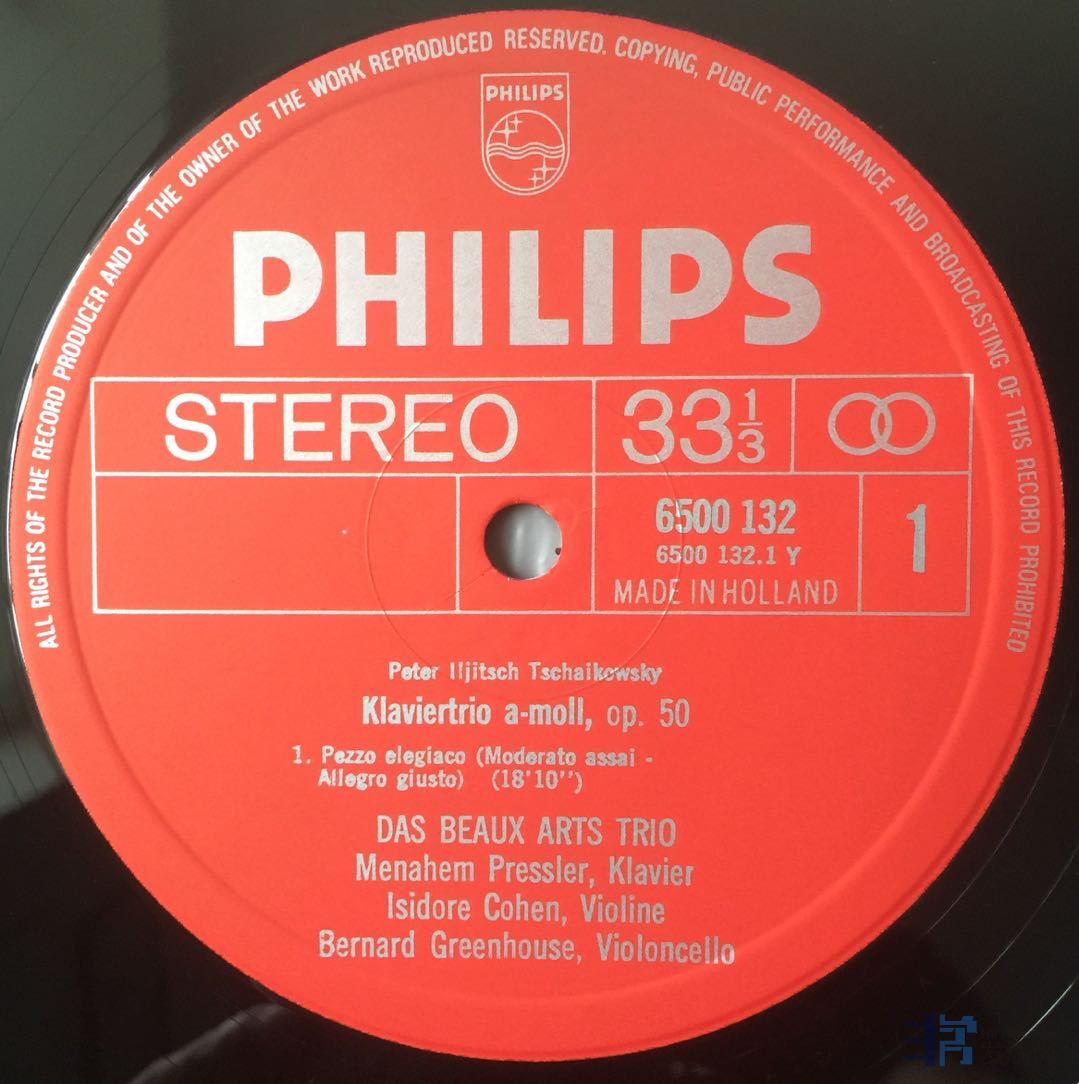 ALL RIGHTS OF THE RECORD PRODUCER AND OF THE OWNER OF THE WORK REPRODUCED RESERVED. COPYING, PUBLIC PERFORMANCE AND BROADCASTING OF THIS RECORD PROHIBITED
PHILIPS
PHILIPS
STEREO 33 1/3
6500 132 1
6500 132.1 Y
MADE IN HOLLAND
Peter Iljitsch Tschaikowsky
Klaviertrio a-moll, op. 50
1. Pezzo elegiaco (Moderato assai -
Allegro giusto) (18'10'')
DAS BEAUX ARTS TRIO
Menahem Pressler, Klavier
Isidore Cohen, Violine
Bernard Greenhouse, Violoncello